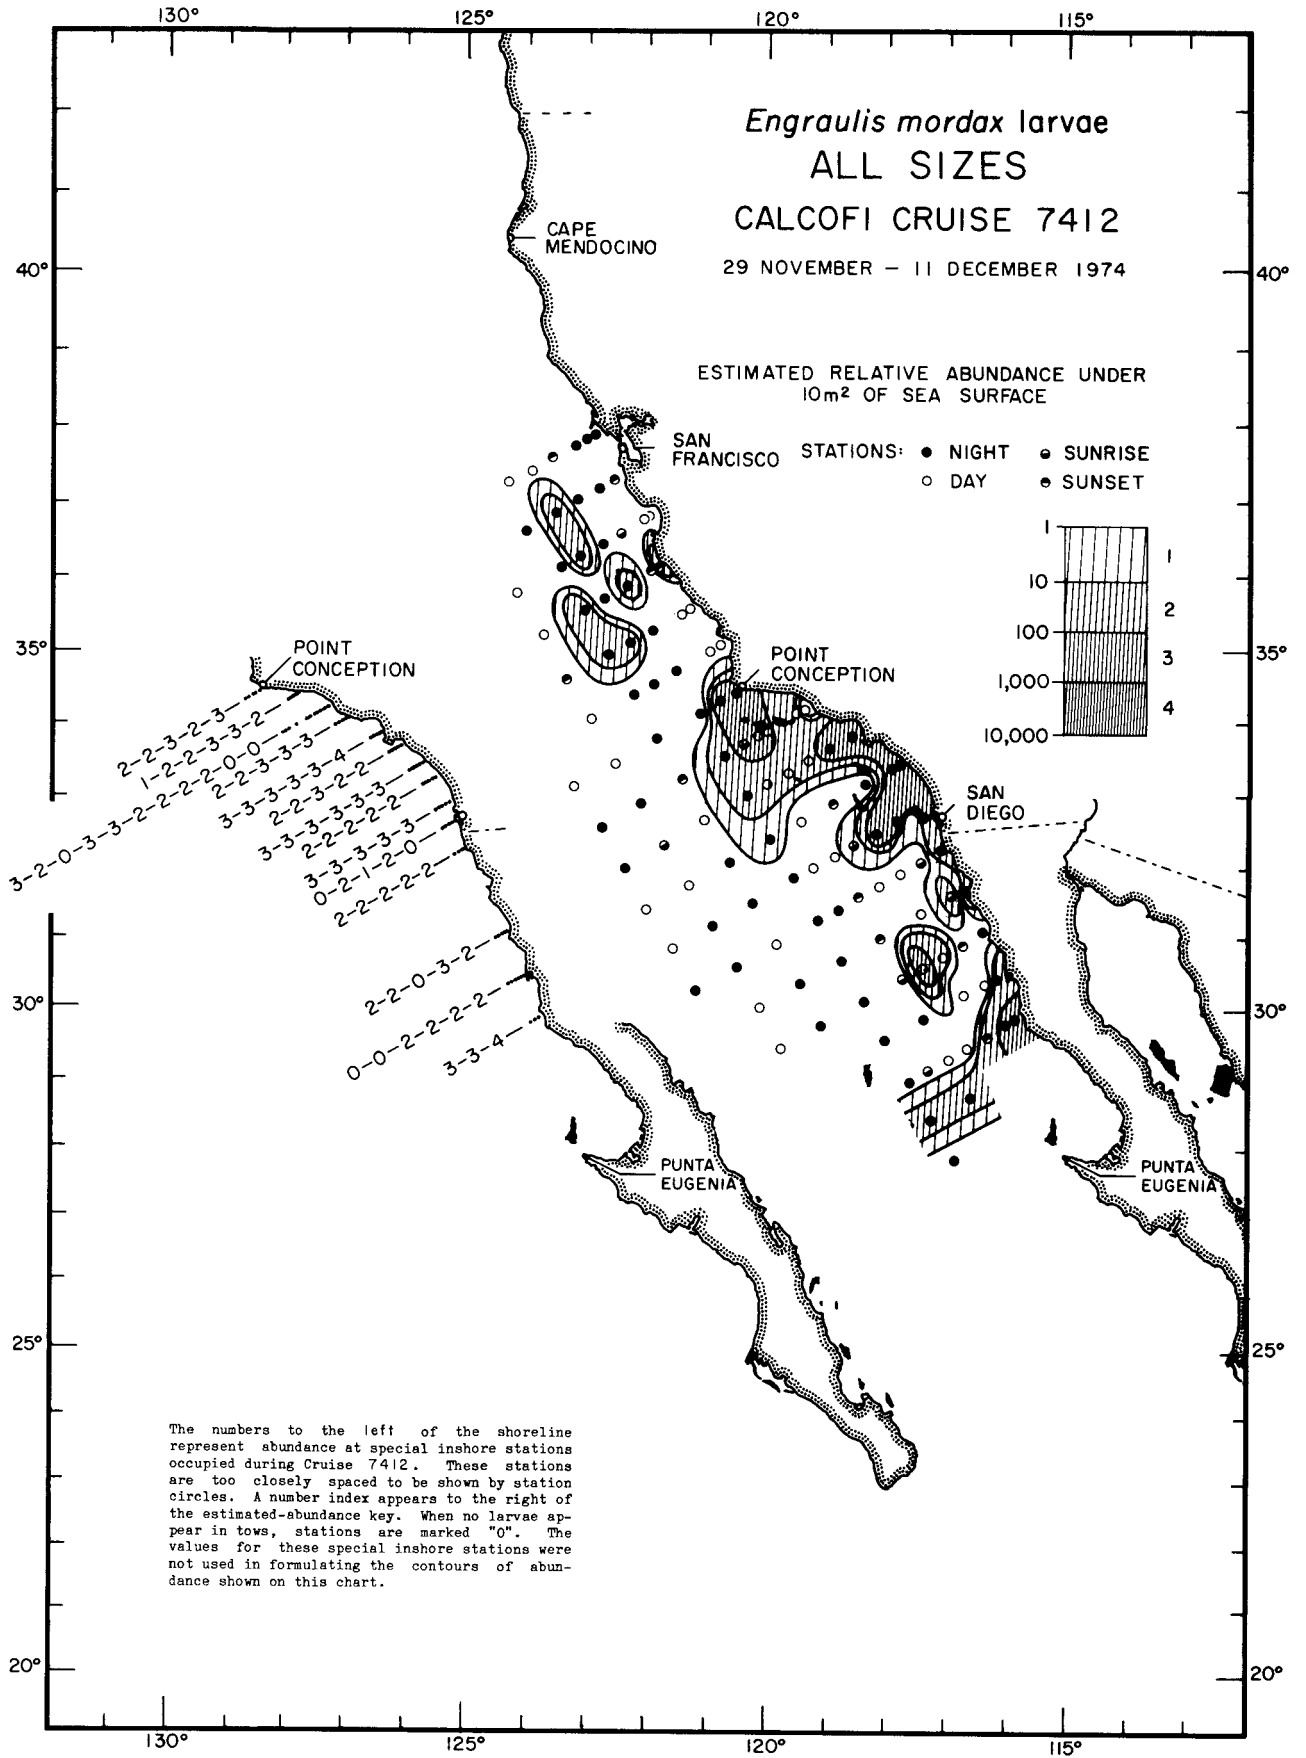 130°
125°
120°
115°
Engraulis mordax larvae
ALL SIZES
CALCOFI CRUISE 7412
29 NOVEMBER – 11 DECEMBER 1974
CAPE
MENDOCINO
40°
40°
ESTIMATED RELATIVE ABUNDANCE UNDER
10m² OF SEA SURFACE
SAN
FRANCISCO
STATIONS:
NIGHT
SUNRISE
DAY
SUNSET
1
1
10
2
100
3
1,000
4
10,000
35°
35°
POINT
CONCEPTION
POINT
CONCEPTION
2-2-3-2-3
1-2-2-3-3-2
3-2-0-3-3-2-2-2-2-0-0
2-2-3-3-3
3-3-3-3-3-4
2-2-3-2-2
3-3-3-3-3-3
2-2-2-2-2
3-3-3-3-3
0-2-1-2-0
2-2-2-2-2
SAN
DIEGO
2-2-0-3-2
0-0-2-2-2-2
3-3-4
30°
30°
PUNTA
EUGENIA
PUNTA
EUGENIA
25°
25°
The numbers to the left of the shoreline
represent abundance at special inshore stations
occupied during Cruise 7412. These stations
are too closely spaced to be shown by station
circles. A number index appears to the right of
the estimated-abundance key. When no larvae ap-
pear in tows, stations are marked "0". The
values for these special inshore stations were
not used in formulating the contours of abun-
dance shown on this chart.
20°
20°
130°
125°
120°
115°